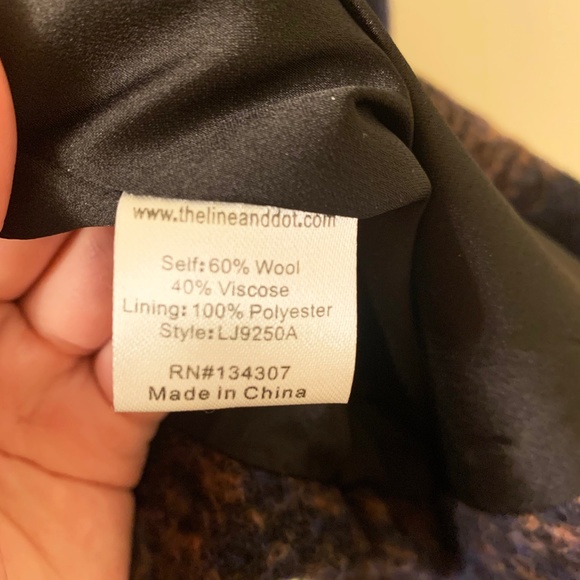 www.thelineanddot.com
Self: 60% Wool
40% Viscose
Lining: 100% Polyester
Style: LJ9250A
RN#134307
Made in China